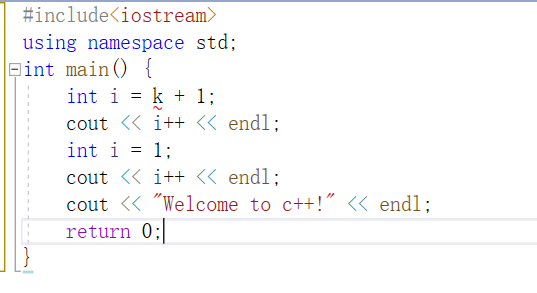 #include<iostream>
using namespace std;
int main() {
int i = k + 1;
cout << i++ << endl;
int i = 1;
cout << i++ << endl;
cout << "Welcome to c++!" << endl;
return 0;
}